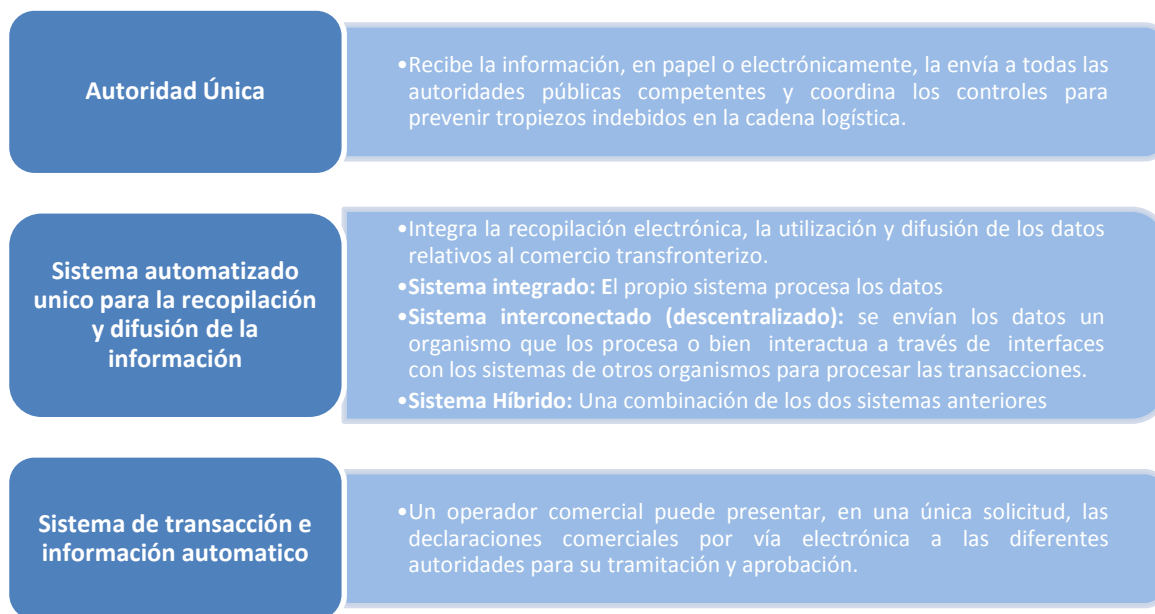 Autoridad Única
•Recibe la información, en papel o electrónicamente, la envía a todas las
autoridades públicas competentes y coordina los controles para
prevenir tropiezos indebidos en la cadena logística.
Sistema automatizado
unico para la recopilación
y difusión de la
información
•Integra la recopilación electrónica, la utilización y difusión de los datos
relativos al comercio transfronterizo.
•Sistema integrado: El propio sistema procesa los datos
•Sistema interconectado (descentralizado): se envían los datos un
organismo que los procesa o bien interactua a través de interfaces
con los sistemas de otros organismos para procesar las transacciones.
•Sistema Híbrido: Una combinación de los dos sistemas anteriores
Sistema de transacción e
información automatico
•Un operador comercial puede presentar, en una única solicitud, las
declaraciones comerciales por vía electrónica a las diferentes
autoridades para su tramitación y aprobación.